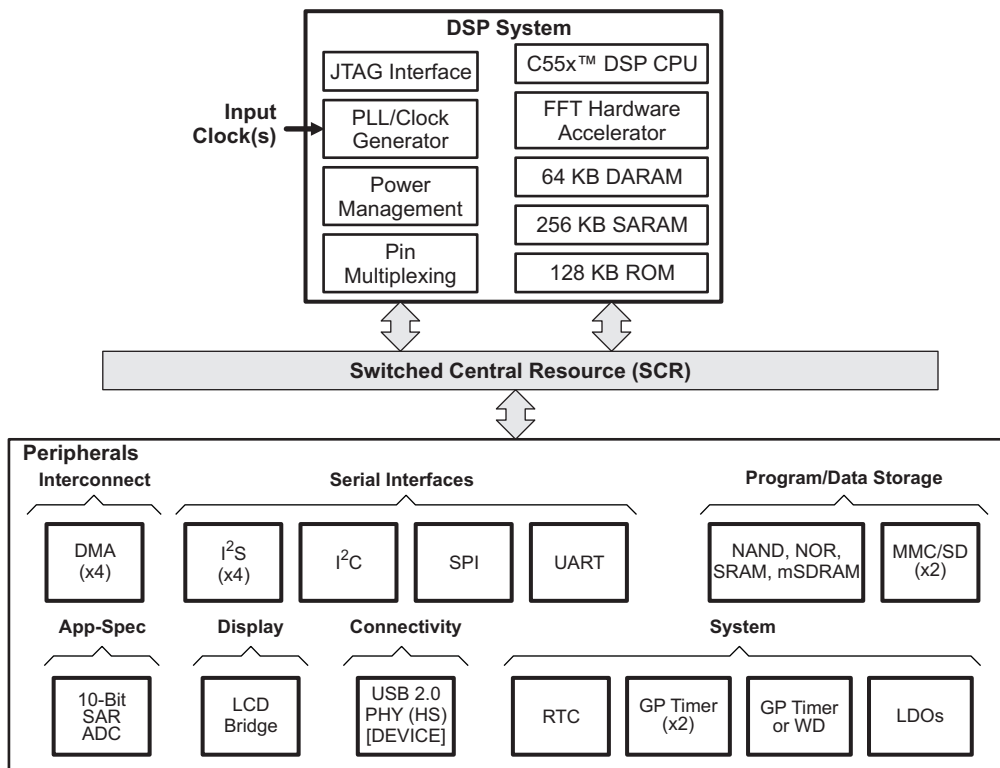 DSP System
JTAG Interface
C55x™ DSP CPU
Input
Clock(s)
PLL/Clock
Generator
FFT Hardware
Accelerator
Power
Management
64 KB DARAM
256 KB SARAM
Pin
Multiplexing
128 KB ROM
Switched Central Resource (SCR)
Peripherals
Interconnect
Serial Interfaces
Program/Data Storage
DMA
(x4)
I²S
(x4)
I²C
SPI
UART
NAND, NOR,
SRAM, mSDRAM
MMC/SD
(x2)
App-Spec
Display
Connectivity
System
10-Bit
SAR
ADC
LCD
Bridge
USB 2.0
PHY (HS)
[DEVICE]
RTC
GP Timer
(x2)
GP Timer
or WD
LDOs